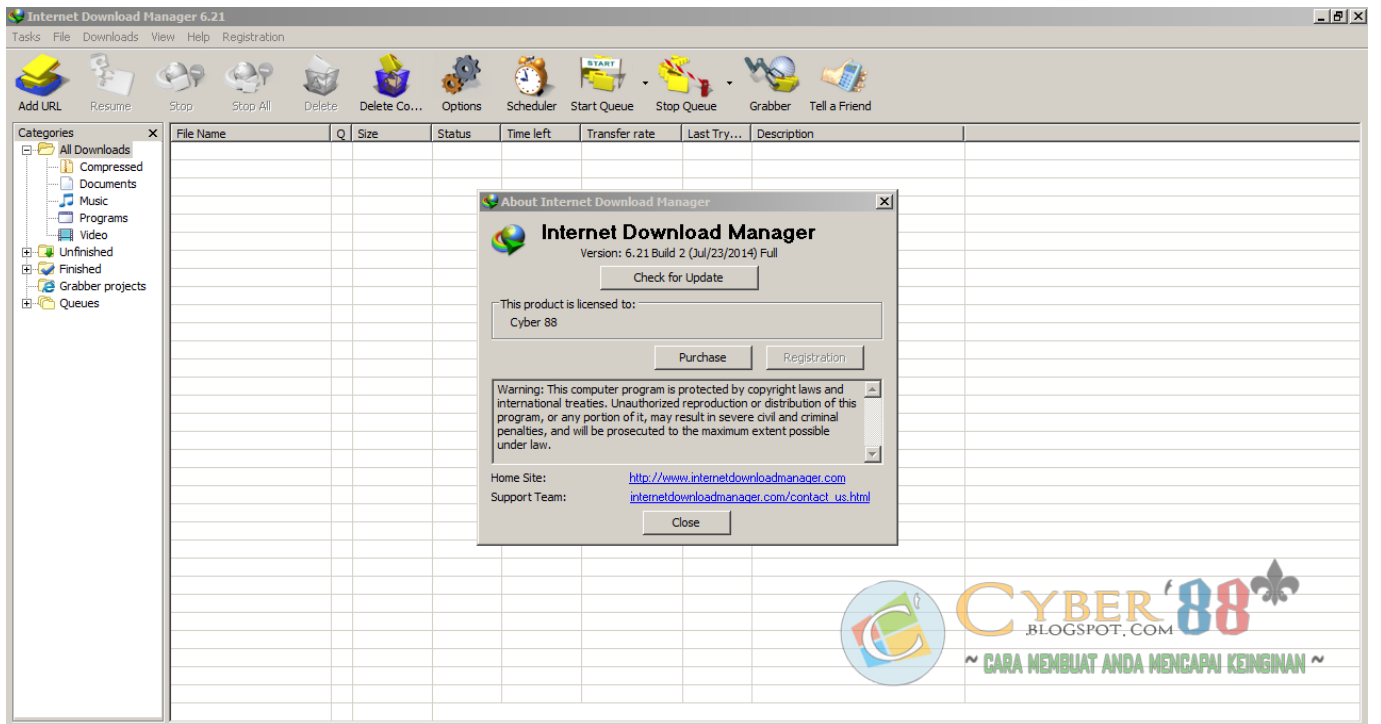 Internet Download Manager 6.21
Tasks File Downloads View Help Registration
Add URL Resume Stop Stop All Delete Delete Co... Options Scheduler Start Queue Stop Queue Grabber Tell a Friend
START
Categories
File Name Q Size Status Time left Transfer rate Last Try... Description
All Downloads
Compressed
Documents
Music
Programs
Video
Unfinished
Finished
Grabber projects
Queues
About Internet Download Manager
Internet Download Manager
Version: 6.21 Build 2 (Jul/23/2014) Full
Check for Update
This product is licensed to:
Cyber 88
Purchase Registration
Warning: This computer program is protected by copyright laws and
international treaties. Unauthorized reproduction or distribution of this
program, or any portion of it, may result in severe civil and criminal
penalties, and will be prosecuted to the maximum extent possible
under law.
Home Site: http://www.internetdownloadmanager.com
Support Team: internetdownloadmanager.com/contact_us.html
Close
CYBER'88
.BLOGSPOT.COM
~ CARA MEMBUAT ANDA MENCAPAI KEINGINAN ~